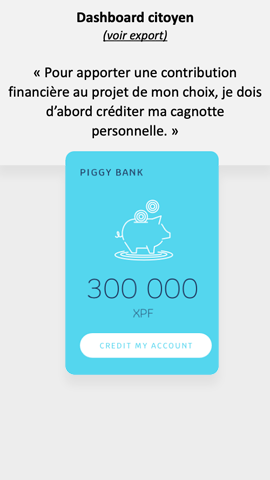 Dashboard citoyen
(voir export)
« Pour apporter une contribution
financière au projet de mon choix, je dois
d’abord créditer ma cagnotte
personnelle. »
PIGGY BANK
300 000
XPF
CREDIT MY ACCOUNT